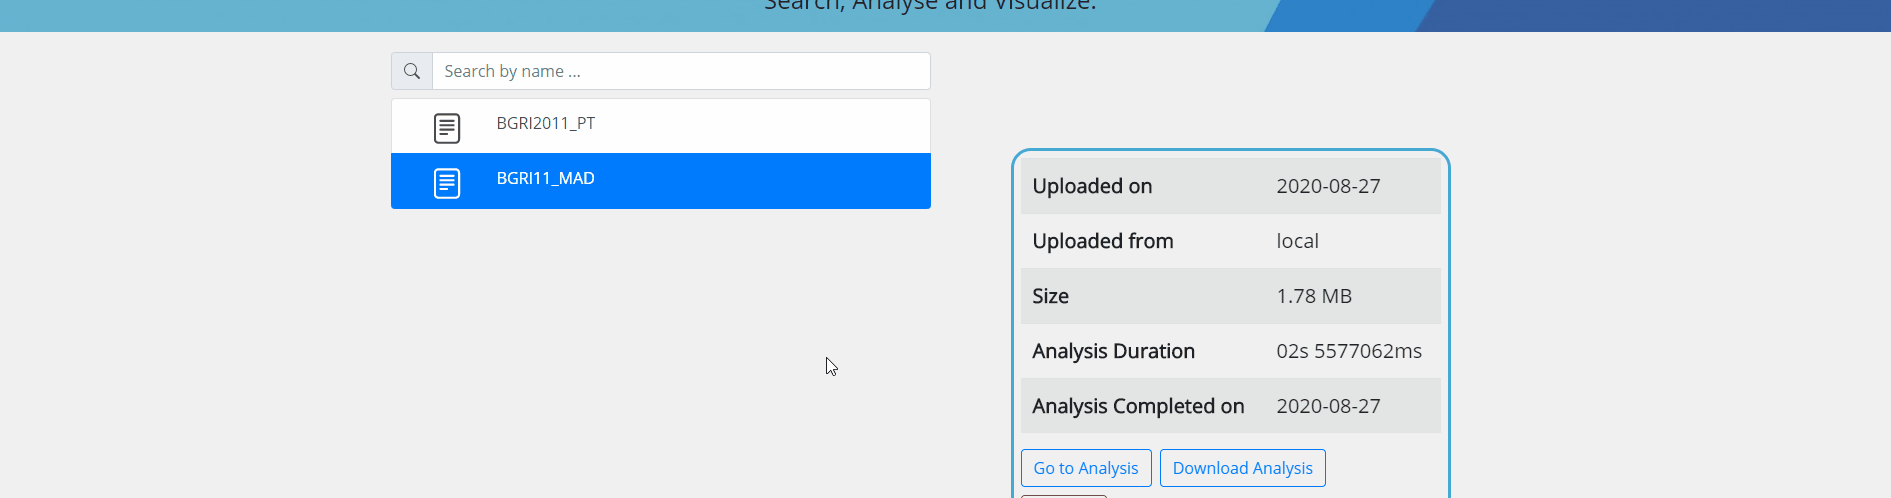 Search, Analyse and Visualize.
Search by name ...
BGRI2011_PT
BGRI11_MAD
Uploaded on 2020-08-27
Uploaded from local
Size 1.78 MB
Analysis Duration 02s 5577062ms
Analysis Completed on 2020-08-27
Go to Analysis Download Analysis